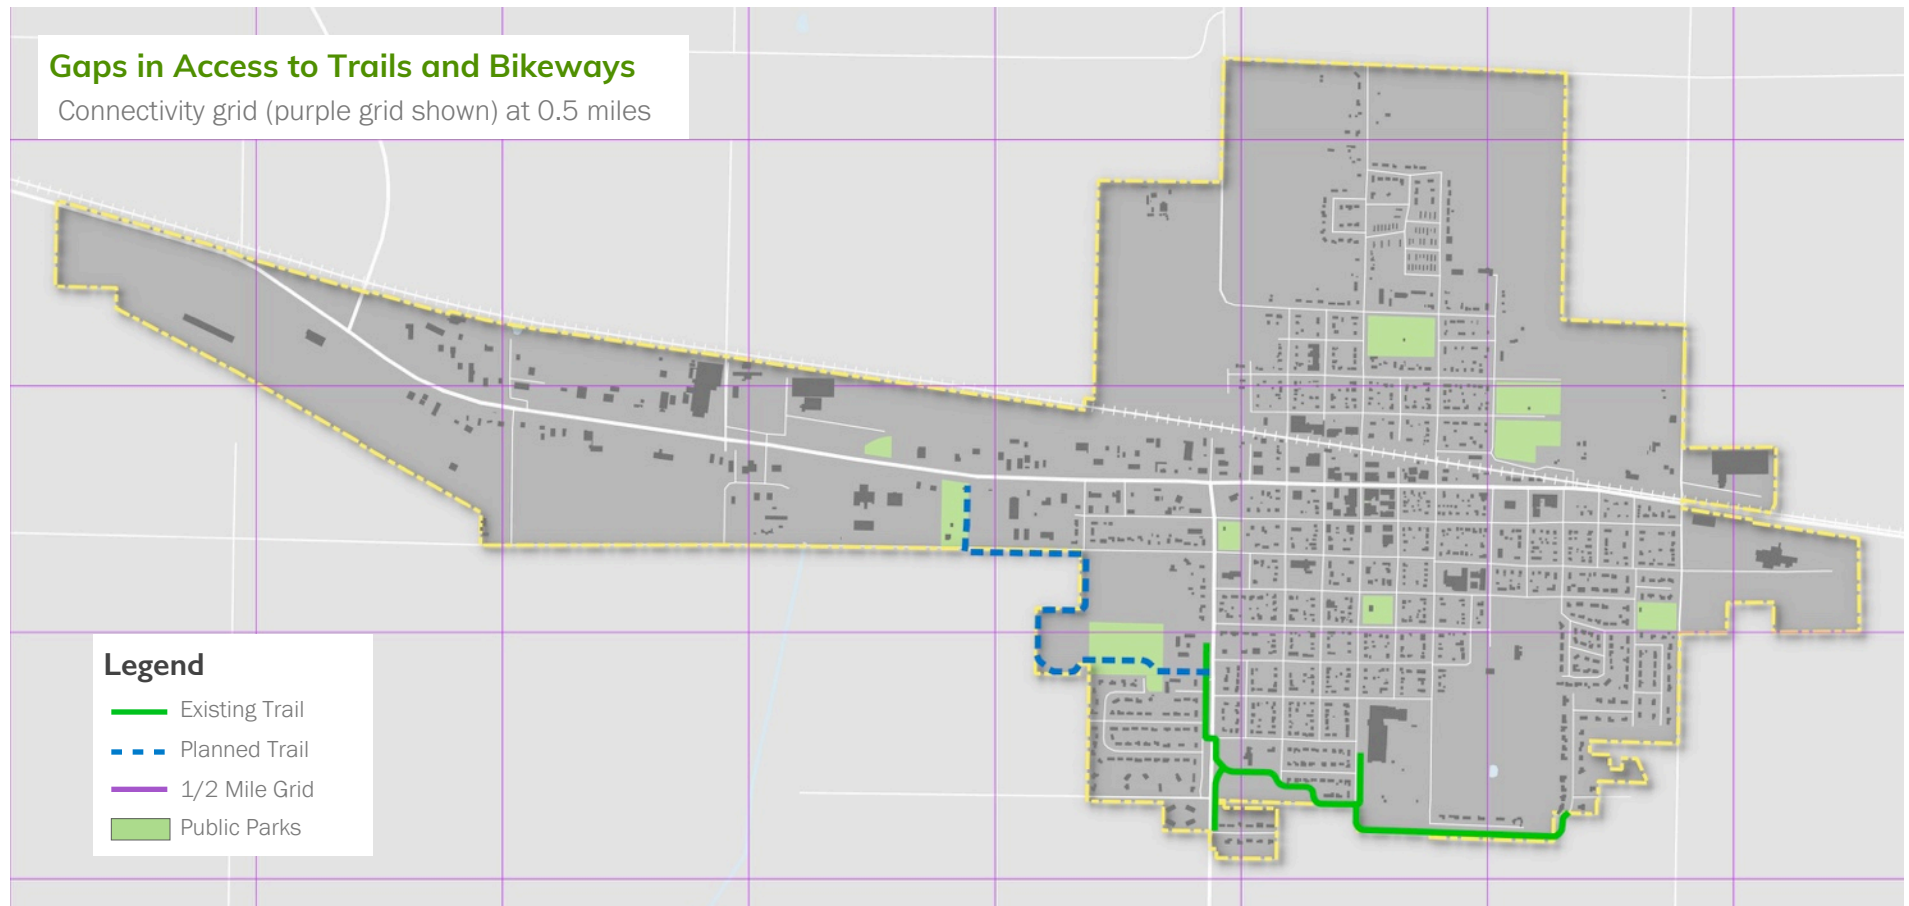 Gaps in Access to Trails and Bikeways
Connectivity grid (purple grid shown) at 0.5 miles
Legend
Existing Trail
Planned Trail
1/2 Mile Grid
Public Parks